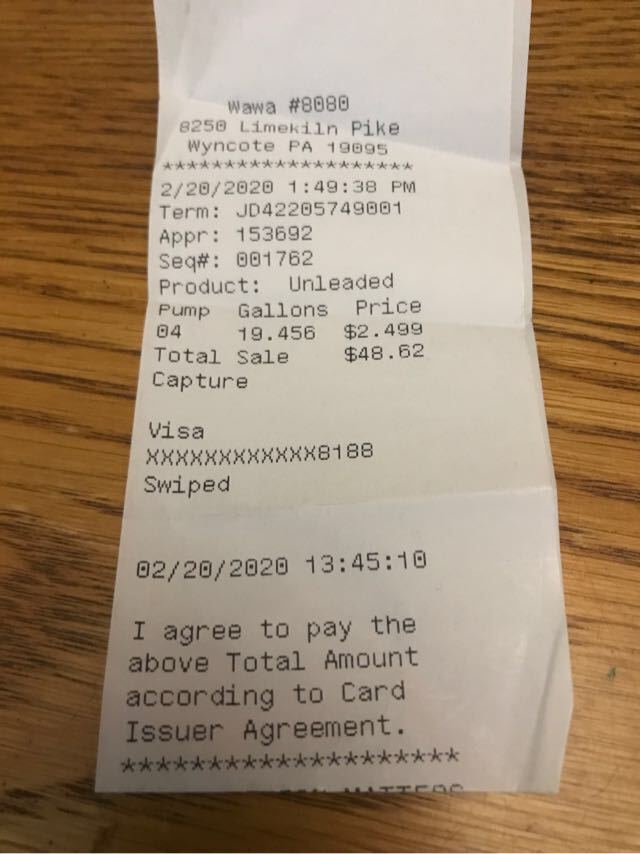 Wawa #8080
8250 Limekiln Pike
Wyncote PA 19095
********************
2/20/2020 1:49:38 PM
Term: JD42205749001
Appr: 153692
Seq#: 001762
Product: Unleaded
Pump Gallons Price
04 19.456 $2.499
Total Sale $48.62
Capture
Visa
XXXXXXXXXXXX8188
Swiped
02/20/2020 13:45:10
I agree to pay the
above Total Amount
according to Card
Issuer Agreement.
********************
MATTERS